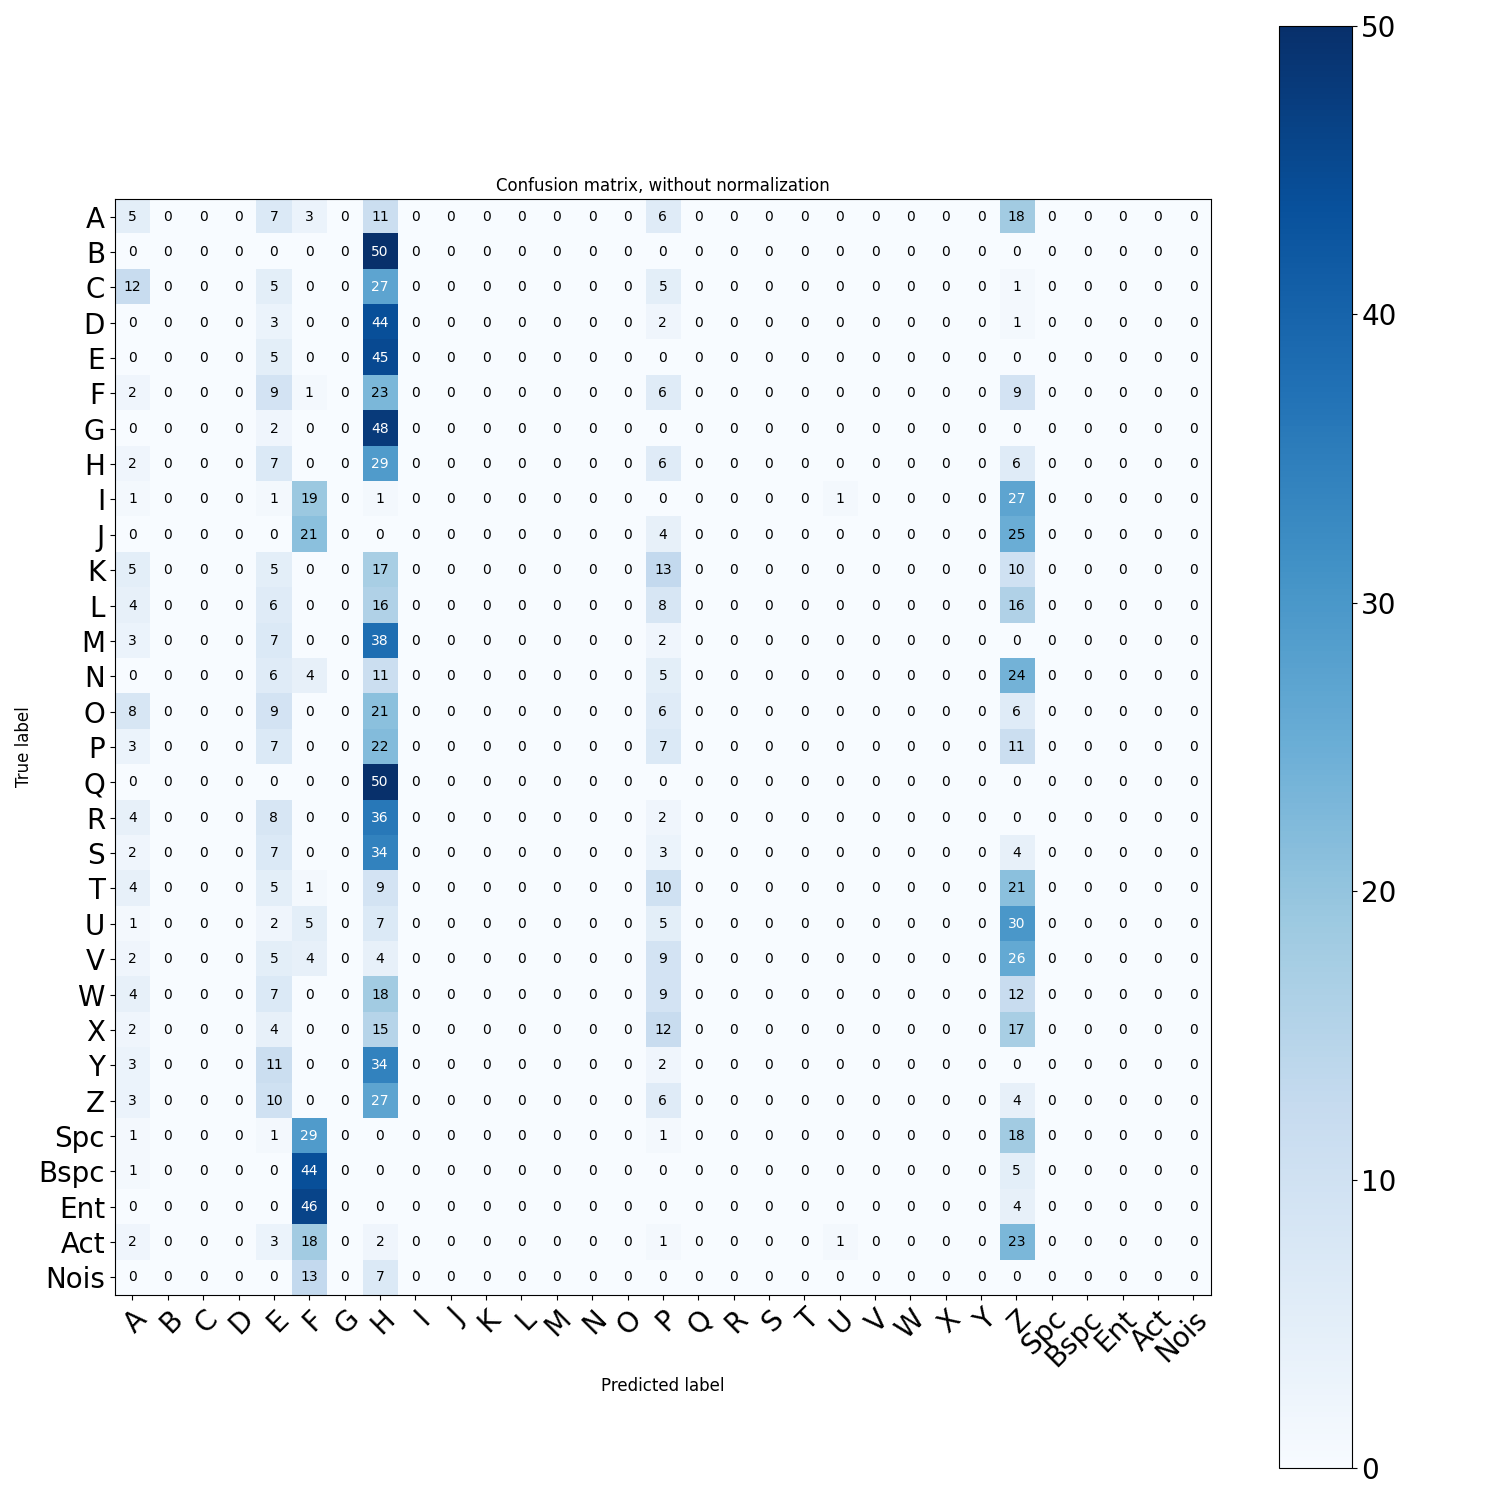 Confusion matrix, without normalization
A 5 0 0 0 7 3 0 11 0 0 0 0 0 0 0 6 0 0 0 0 0 0 0 0 0 18 0 0 0 0 0
B 0 0 0 0 0 0 0 50 0 0 0 0 0 0 0 0 0 0 0 0 0 0 0 0 0 0 0 0 0 0 0
C 12 0 0 0 5 0 0 27 0 0 0 0 0 0 0 5 0 0 0 0 0 0 0 0 0 1 0 0 0 0 0
D 0 0 0 0 3 0 0 44 0 0 0 0 0 0 0 2 0 0 0 0 0 0 0 0 0 1 0 0 0 0 0
E 0 0 0 0 5 0 0 45 0 0 0 0 0 0 0 0 0 0 0 0 0 0 0 0 0 0 0 0 0 0 0
F 2 0 0 0 9 1 0 23 0 0 0 0 0 0 0 6 0 0 0 0 0 0 0 0 0 9 0 0 0 0 0
G 0 0 0 0 2 0 0 48 0 0 0 0 0 0 0 0 0 0 0 0 0 0 0 0 0 0 0 0 0 0 0
H 2 0 0 0 7 0 0 29 0 0 0 0 0 0 0 6 0 0 0 0 0 0 0 0 0 6 0 0 0 0 0
I 1 0 0 0 1 19 0 1 0 0 0 0 0 0 0 0 0 0 0 0 1 0 0 0 0 27 0 0 0 0 0
J 0 0 0 0 0 21 0 0 0 0 0 0 0 0 0 4 0 0 0 0 0 0 0 0 0 25 0 0 0 0 0
K 5 0 0 0 5 0 0 17 0 0 0 0 0 0 0 13 0 0 0 0 0 0 0 0 0 10 0 0 0 0 0
L 4 0 0 0 6 0 0 16 0 0 0 0 0 0 0 8 0 0 0 0 0 0 0 0 0 16 0 0 0 0 0
M 3 0 0 0 7 0 0 38 0 0 0 0 0 0 0 2 0 0 0 0 0 0 0 0 0 0 0 0 0 0 0
N 0 0 0 0 6 4 0 11 0 0 0 0 0 0 0 5 0 0 0 0 0 0 0 0 0 24 0 0 0 0 0
O 8 0 0 0 9 0 0 21 0 0 0 0 0 0 0 6 0 0 0 0 0 0 0 0 0 6 0 0 0 0 0
P 3 0 0 0 7 0 0 22 0 0 0 0 0 0 0 7 0 0 0 0 0 0 0 0 0 11 0 0 0 0 0
Q 0 0 0 0 0 0 0 50 0 0 0 0 0 0 0 0 0 0 0 0 0 0 0 0 0 0 0 0 0 0 0
R 4 0 0 0 8 0 0 36 0 0 0 0 0 0 0 2 0 0 0 0 0 0 0 0 0 0 0 0 0 0 0
S 2 0 0 0 7 0 0 34 0 0 0 0 0 0 0 3 0 0 0 0 0 0 0 0 0 4 0 0 0 0 0
T 4 0 0 0 5 1 0 9 0 0 0 0 0 0 0 10 0 0 0 0 0 0 0 0 0 21 0 0 0 0 0
U 1 0 0 0 2 5 0 7 0 0 0 0 0 0 0 5 0 0 0 0 0 0 0 0 0 30 0 0 0 0 0
V 2 0 0 0 5 4 0 4 0 0 0 0 0 0 0 9 0 0 0 0 0 0 0 0 0 26 0 0 0 0 0
W 4 0 0 0 7 0 0 18 0 0 0 0 0 0 0 9 0 0 0 0 0 0 0 0 0 12 0 0 0 0 0
X 2 0 0 0 4 0 0 15 0 0 0 0 0 0 0 12 0 0 0 0 0 0 0 0 0 17 0 0 0 0 0
Y 3 0 0 0 11 0 0 34 0 0 0 0 0 0 0 2 0 0 0 0 0 0 0 0 0 0 0 0 0 0 0
Z 3 0 0 0 10 0 0 27 0 0 0 0 0 0 0 6 0 0 0 0 0 0 0 0 0 4 0 0 0 0 0
Spc 1 0 0 0 1 29 0 0 0 0 0 0 0 0 0 1 0 0 0 0 0 0 0 0 0 18 0 0 0 0 0
Bspc 1 0 0 0 0 44 0 0 0 0 0 0 0 0 0 0 0 0 0 0 0 0 0 0 0 5 0 0 0 0 0
Ent 0 0 0 0 0 46 0 0 0 0 0 0 0 0 0 0 0 0 0 0 0 0 0 0 0 4 0 0 0 0 0
Act 2 0 0 0 3 18 0 2 0 0 0 0 0 0 0 1 0 0 0 0 1 0 0 0 0 23 0 0 0 0 0
Nois 0 0 0 0 0 13 0 7 0 0 0 0 0 0 0 0 0 0 0 0 0 0 0 0 0 0 0 0 0 0 0
A B C D E F G H I J K L M N O P Q R S T U V W X Y Z Spc Bspc Ent Act Nois
Predicted label
True label
50
40
30
20
10
0